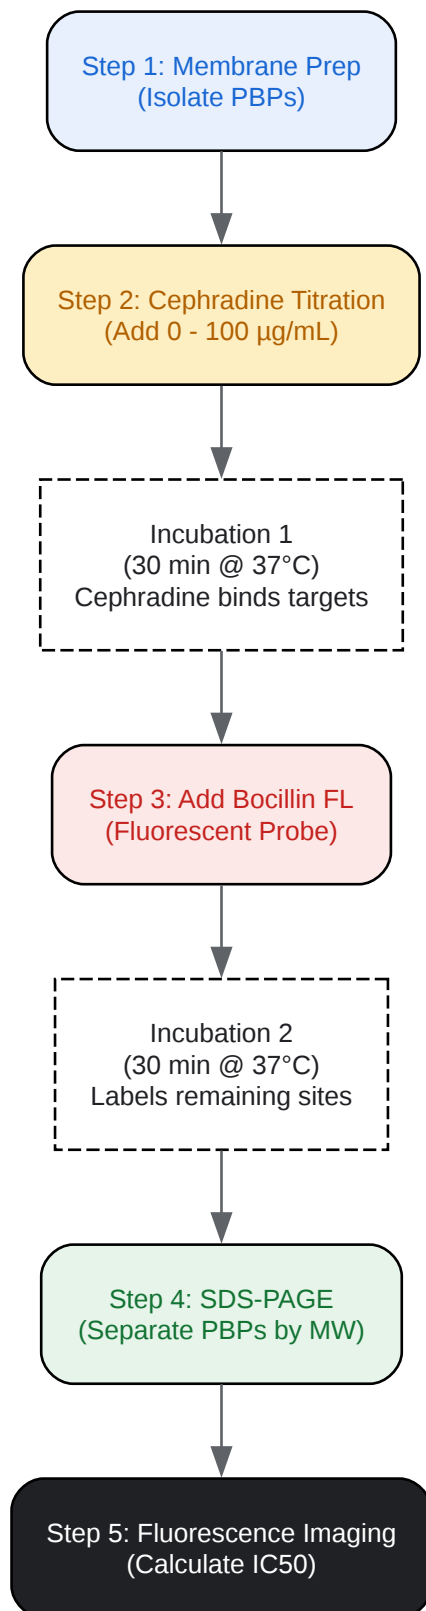 Step 1: Membrane Prep
(Isolate PBPs)
Step 2: Cephradine Titration
(Add 0 - 100 µg/mL)
Incubation 1
(30 min @ 37°C)
Cephradine binds targets
Step 3: Add Bocillin FL
(Fluorescent Probe)
Incubation 2
(30 min @ 37°C)
Labels remaining sites
Step 4: SDS-PAGE
(Separate PBPs by MW)
Step 5: Fluorescence Imaging
(Calculate IC50)